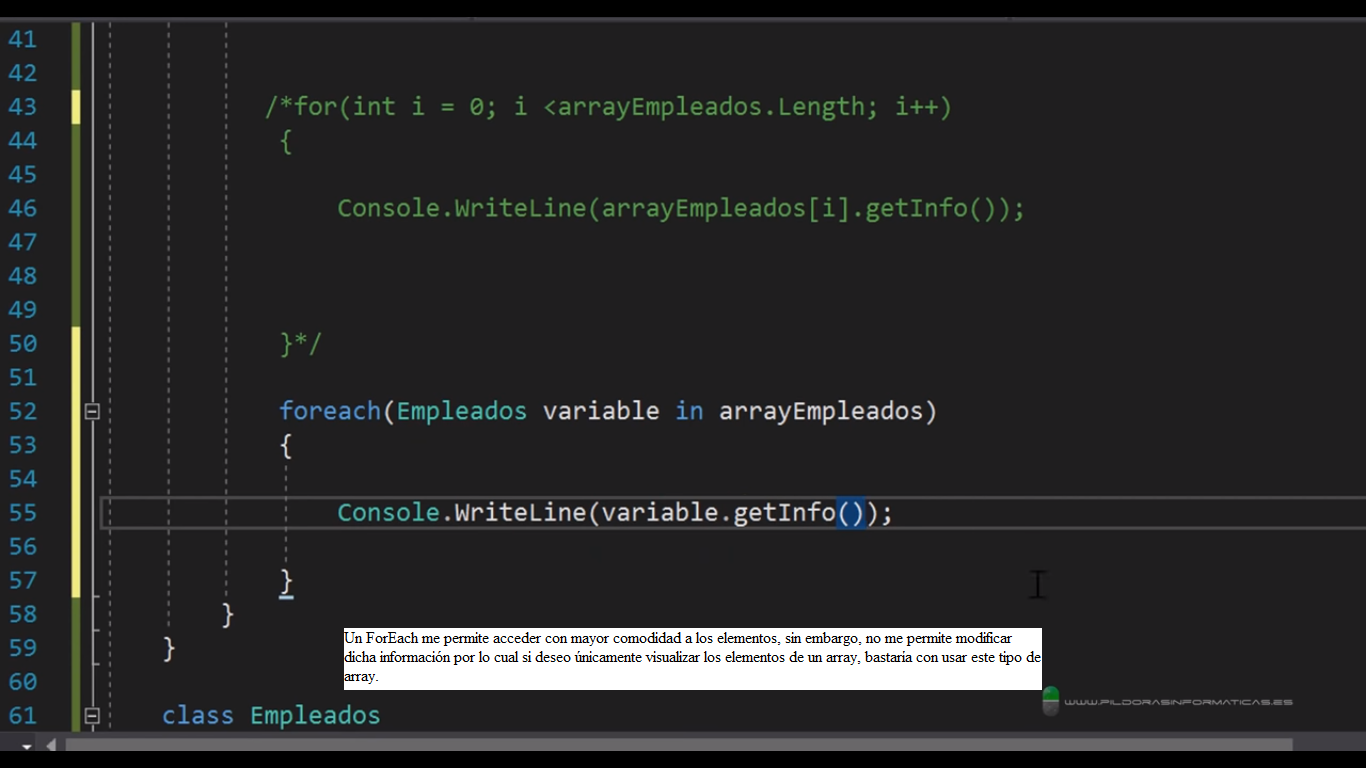 41
42
43 /*for(int i = 0; i <arrayEmpleados.Length; i++)
44 {
45
46 Console.WriteLine(arrayEmpleados[i].getInfo());
47
48
49
50 }*/
51
52 foreach(Empleados variable in arrayEmpleados)
53 {
54
55 Console.WriteLine(variable.getInfo());
56
57 }
58 }
59 }
60
61 class Empleados
Un ForEach me permite acceder con mayor comodidad a los elementos, sin embargo, no me permite modificar
dicha información por lo cual si deseo únicamente visualizar los elementos de un array, bastaría con usar este tipo de
array.
WWW.PILDORASINFORMATICAS.ES